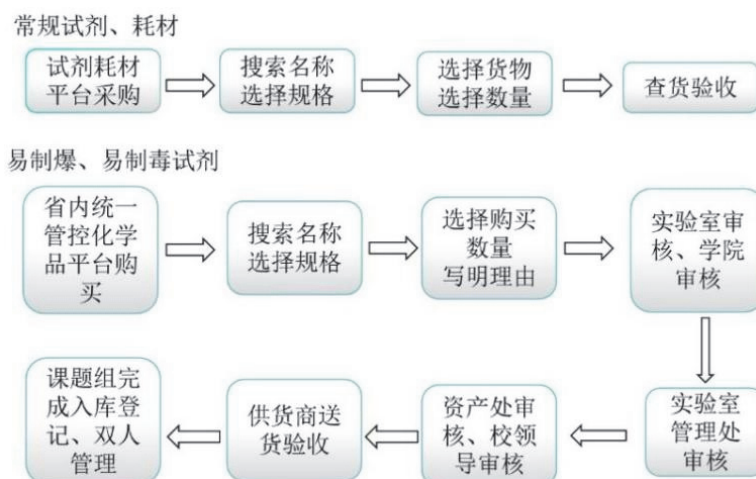 常规试剂、耗材
试剂耗材
平台采购
搜索名称
选择规格
选择货物
选择数量
查货验收
易制爆、易制毒试剂
省内统一
管控化学
品平台购
买
搜索名称
选择规格
选择购买
数量
写明理由
实验室审
核、学院
审核
实验室
管理处
审核
资产处审
核、校领
导审核
供货商送
货验收
课题组完
成入库登
记、双人
管理